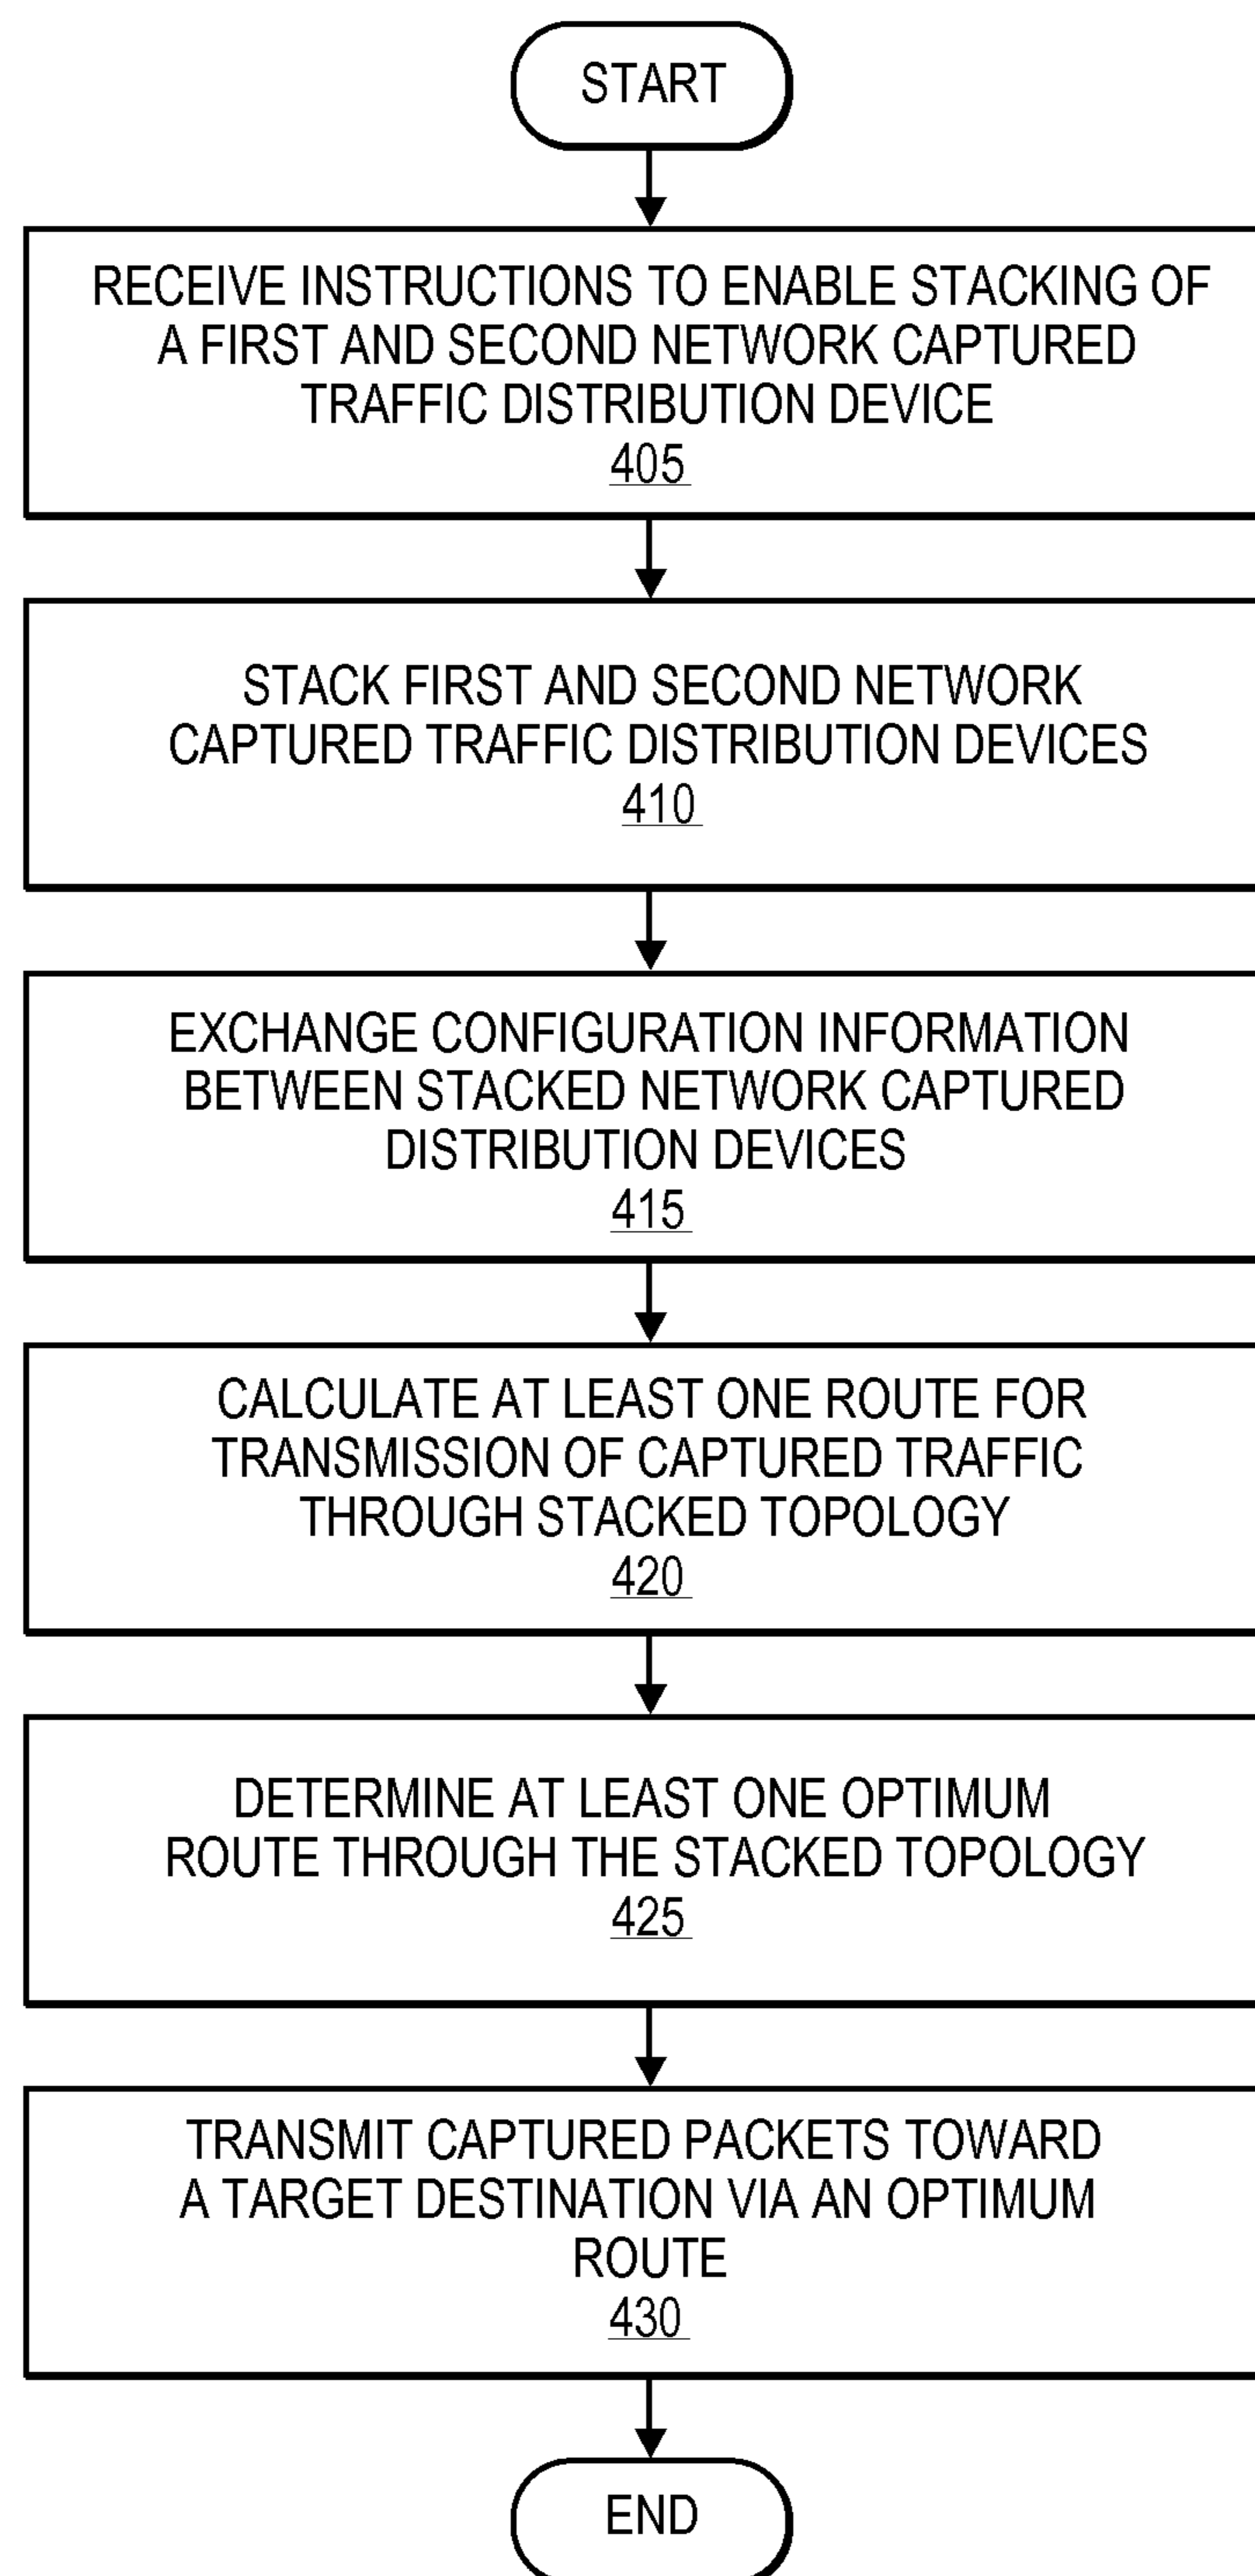 START
RECEIVE INSTRUCTIONS TO ENABLE STACKING OF
A FIRST AND SECOND NETWORK CAPTURED
TRAFFIC DISTRIBUTION DEVICE
405
STACK FIRST AND SECOND NETWORK
CAPTURED TRAFFIC DISTRIBUTION DEVICES
410
EXCHANGE CONFIGURATION INFORMATION
BETWEEN STACKED NETWORK CAPTURED
DISTRIBUTION DEVICES
415
CALCULATE AT LEAST ONE ROUTE FOR
TRANSMISSION OF CAPTURED TRAFFIC
THROUGH STACKED TOPOLOGY
420
DETERMINE AT LEAST ONE OPTIMUM
ROUTE THROUGH THE STACKED TOPOLOGY
425
TRANSMIT CAPTURED PACKETS TOWARD
A TARGET DESTINATION VIA AN OPTIMUM
ROUTE
430
END